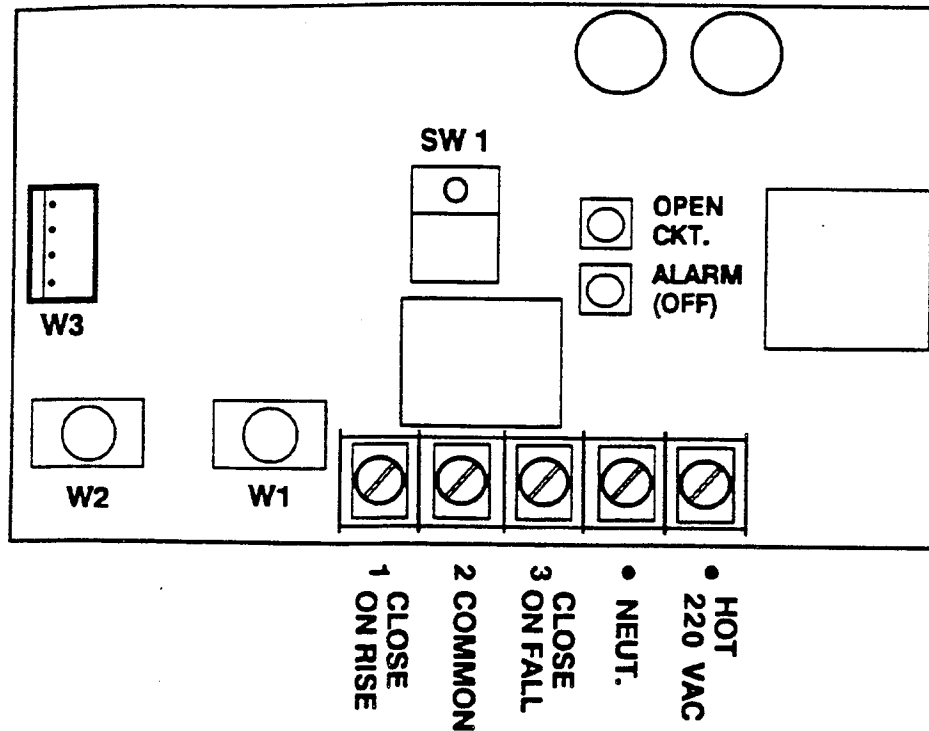 SW 1
OPEN
CKT.
ALARM
(OFF)
W3
W2
W1
CLOSE
1 ON RISE
2 COMMON
CLOSE
3 ON FALL
• NEUT.
• HOT
220 VAC